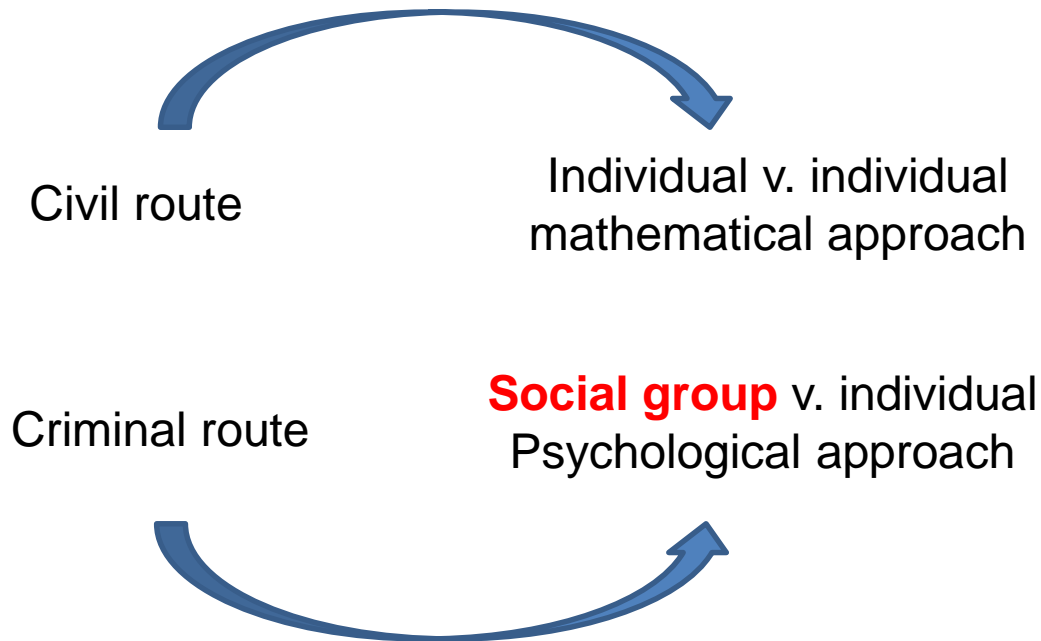 Civil route
Individual v. individual
mathematical approach
Criminal route
Social group v. individual
Psychological approach